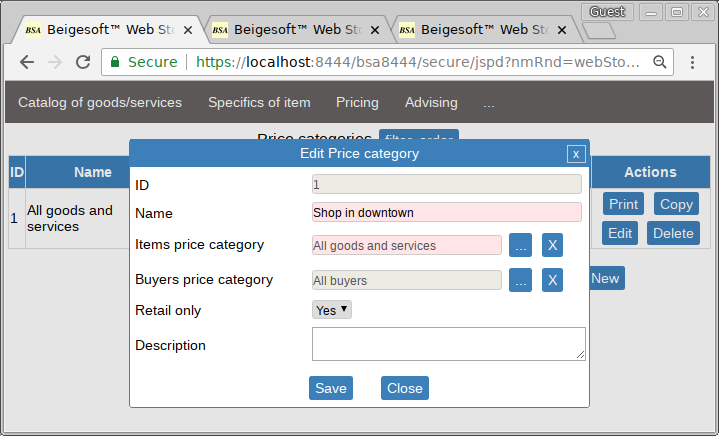 Guest
BSA Beigesoft™ Web Sto
BSA Beigesoft™ Web Sto
BSA Beigesoft™ Web Sto
Secure https://localhost:8444/bsa8444/secure/jspd?nmRnd=webSto...
Catalog of goods/services Specifics of item Pricing Advising ...
Price categories filter, order
Edit Price category x
ID Name Actions
1 All goods and services
Print Copy
Edit Delete
New
ID 1
Name Shop in downtown
Items price category All goods and services ... X
Buyers price category All buyers ... X
Retail only Yes
Description
Save Close